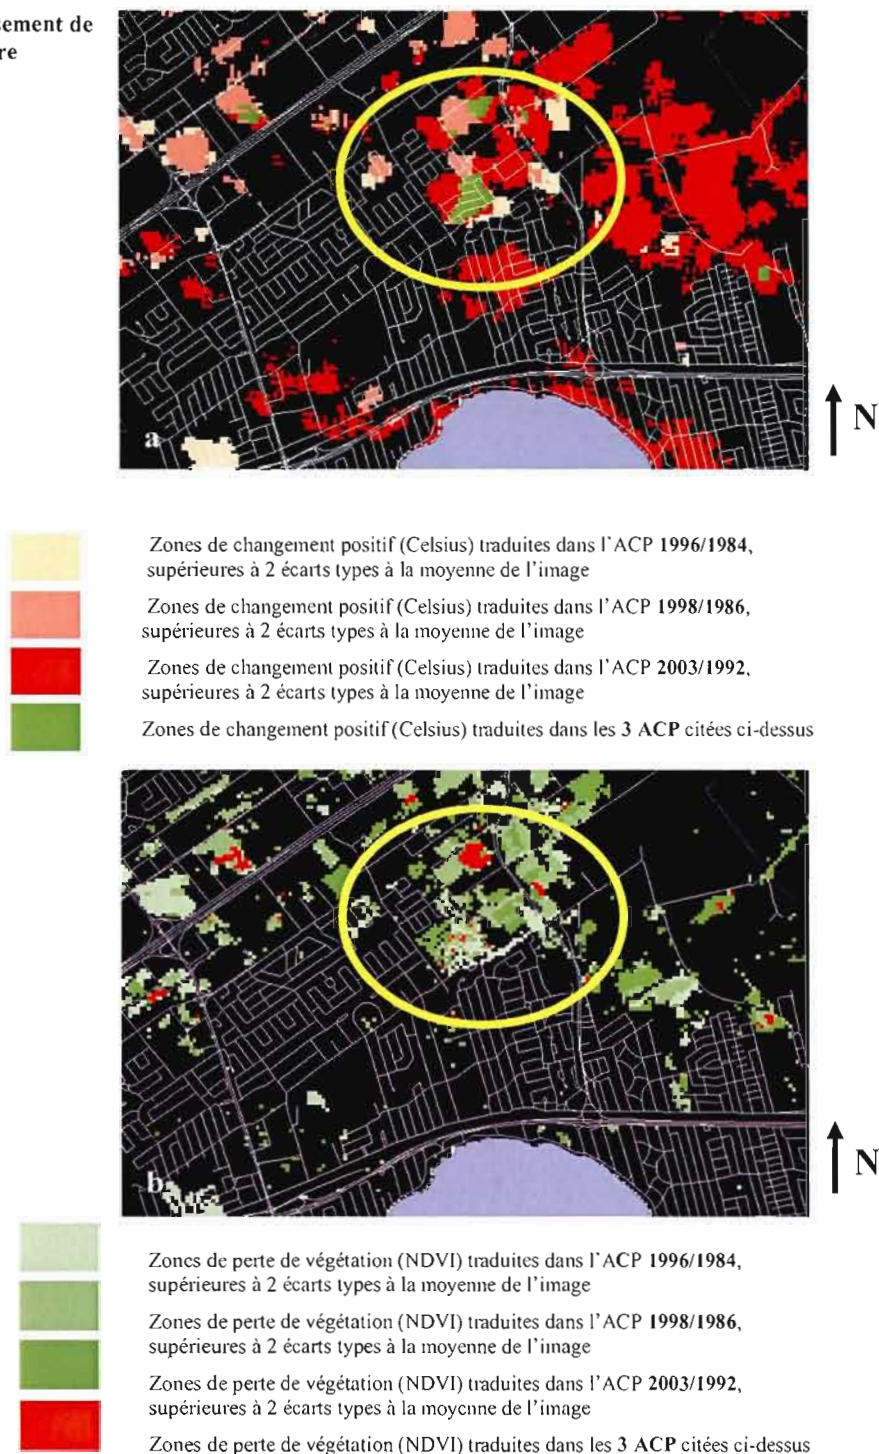 sement de
re
a
N
Zones de changement positif (Celsius) traduites dans l'ACP 1996/1984,
supérieures à 2 écarts types à la moyenne de l'image
Zones de changement positif (Celsius) traduites dans l'ACP 1998/1986,
supérieures à 2 écarts types à la moyenne de l'image
Zones de changement positif (Celsius) traduites dans l'ACP 2003/1992,
supérieures à 2 écarts types à la moyenne de l'image
Zones de changement positif (Celsius) traduites dans les 3 ACP citées ci-dessus
b
N
Zones de perte de végétation (NDVI) traduites dans l'ACP 1996/1984,
supérieures à 2 écarts types à la moyenne de l'image
Zones de perte de végétation (NDVI) traduites dans l'ACP 1998/1986,
supérieures à 2 écarts types à la moyenne de l'image
Zones de perte de végétation (NDVI) traduites dans l'ACP 2003/1992,
supérieures à 2 écarts types à la moyenne de l'image
Zones de perte de végétation (NDVI) traduites dans les 3 ACP citées ci-dessus